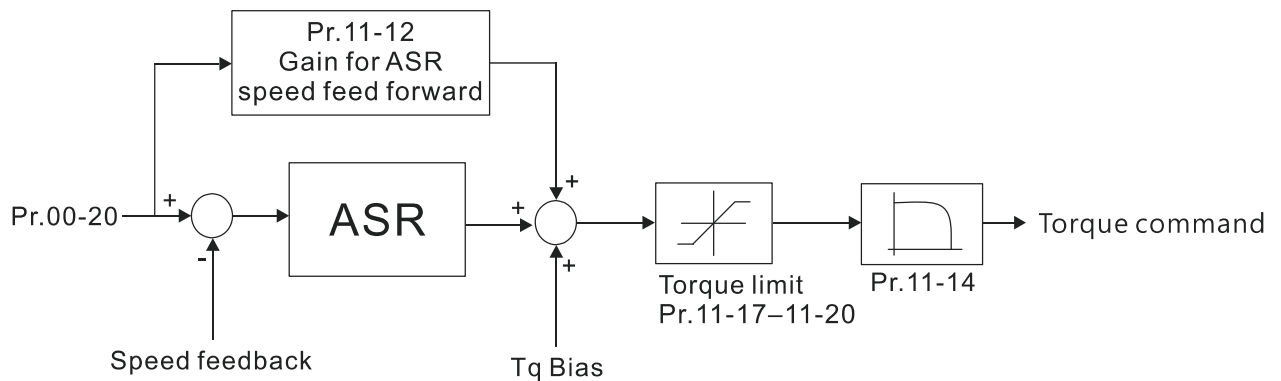 Pr.11-12
Gain for ASR
speed feed forward
+
+
Pr.00-20
+
ASR
+
Torque command
-
+
Torque limit
Pr.11-17–11-20
Pr.11-14
Speed feedback
Tq Bias